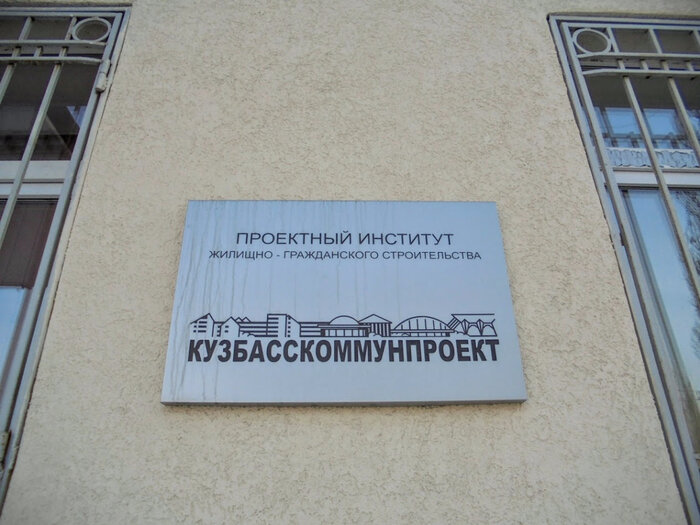 ПРОЕКТНЫЙ ИНСТИТУТ
ЖИЛИЩНО - ГРАЖДАНСКОГО СТРОИТЕЛЬСТВА
КУЗБАССКОММУНПРОЕКТ